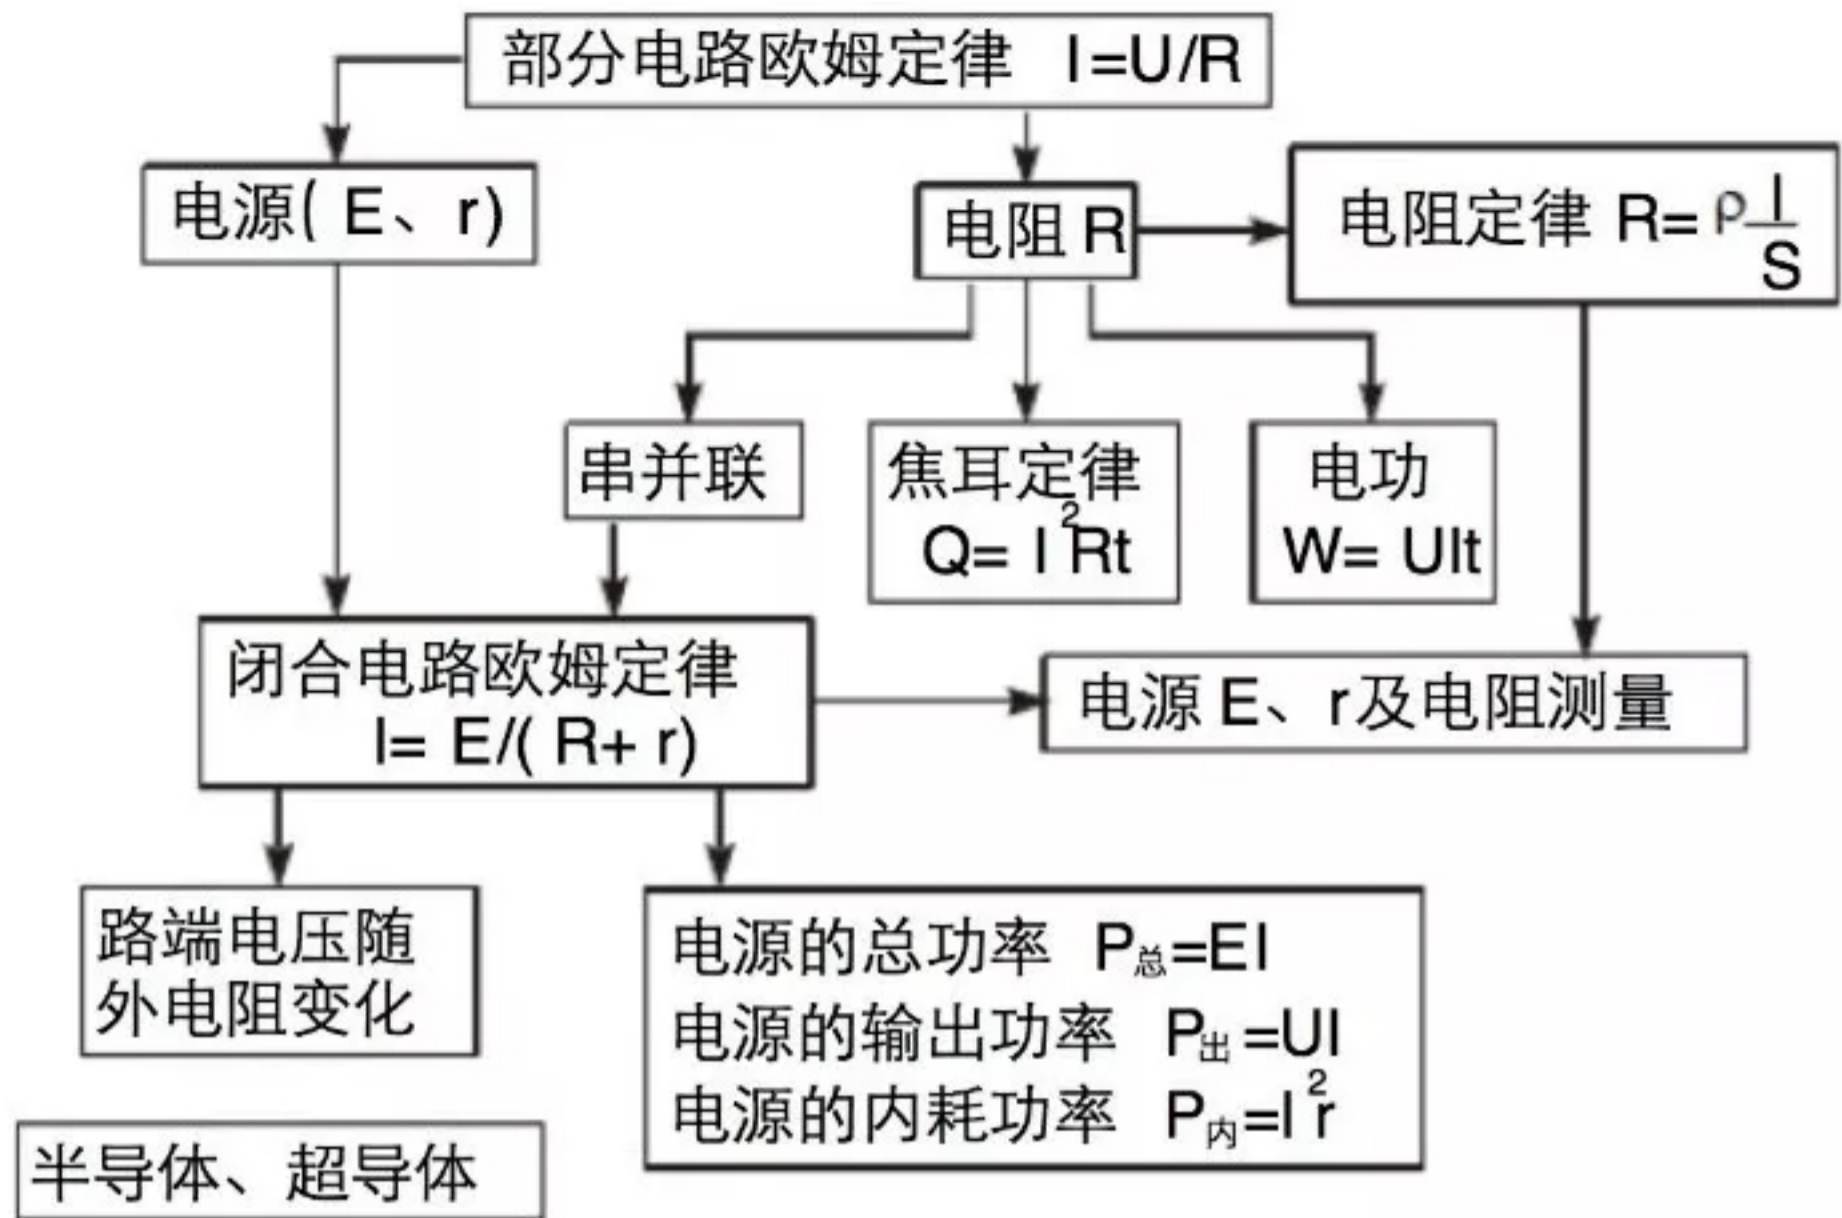 部分电路欧姆定律 I=U/R
电源( E、r)
电阻 R
电阻定律 R= ρ l/S
串并联
焦耳定律
Q= I²Rt
电功
W= UIt
闭合电路欧姆定律
I= E/( R+ r)
电源 E、r及电阻测量
路端电压随
外电阻变化
电源的总功率 P总=EI
电源的输出功率 P出=UI
电源的内耗功率 P内=I²r
半导体、超导体